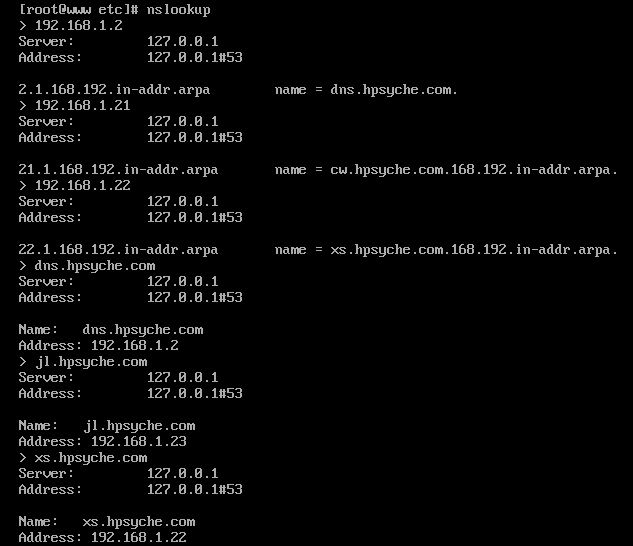 [root@www etc]# nslookup
> 192.168.1.2
Server:         127.0.0.1
Address:        127.0.0.1#53

2.1.168.192.in-addr.arpa        name = dns.hpsyche.com.
> 192.168.1.21
Server:         127.0.0.1
Address:        127.0.0.1#53

21.1.168.192.in-addr.arpa       name = cw.hpsyche.com.168.192.in-addr.arpa.
> 192.168.1.22
Server:         127.0.0.1
Address:        127.0.0.1#53

22.1.168.192.in-addr.arpa       name = xs.hpsyche.com.168.192.in-addr.arpa.
> dns.hpsyche.com
Server:         127.0.0.1
Address:        127.0.0.1#53

Name:   dns.hpsyche.com
Address: 192.168.1.2
> jl.hpsyche.com
Server:         127.0.0.1
Address:        127.0.0.1#53

Name:   jl.hpsyche.com
Address: 192.168.1.23
> xs.hpsyche.com
Server:         127.0.0.1
Address:        127.0.0.1#53

Name:   xs.hpsyche.com
Address: 192.168.1.22